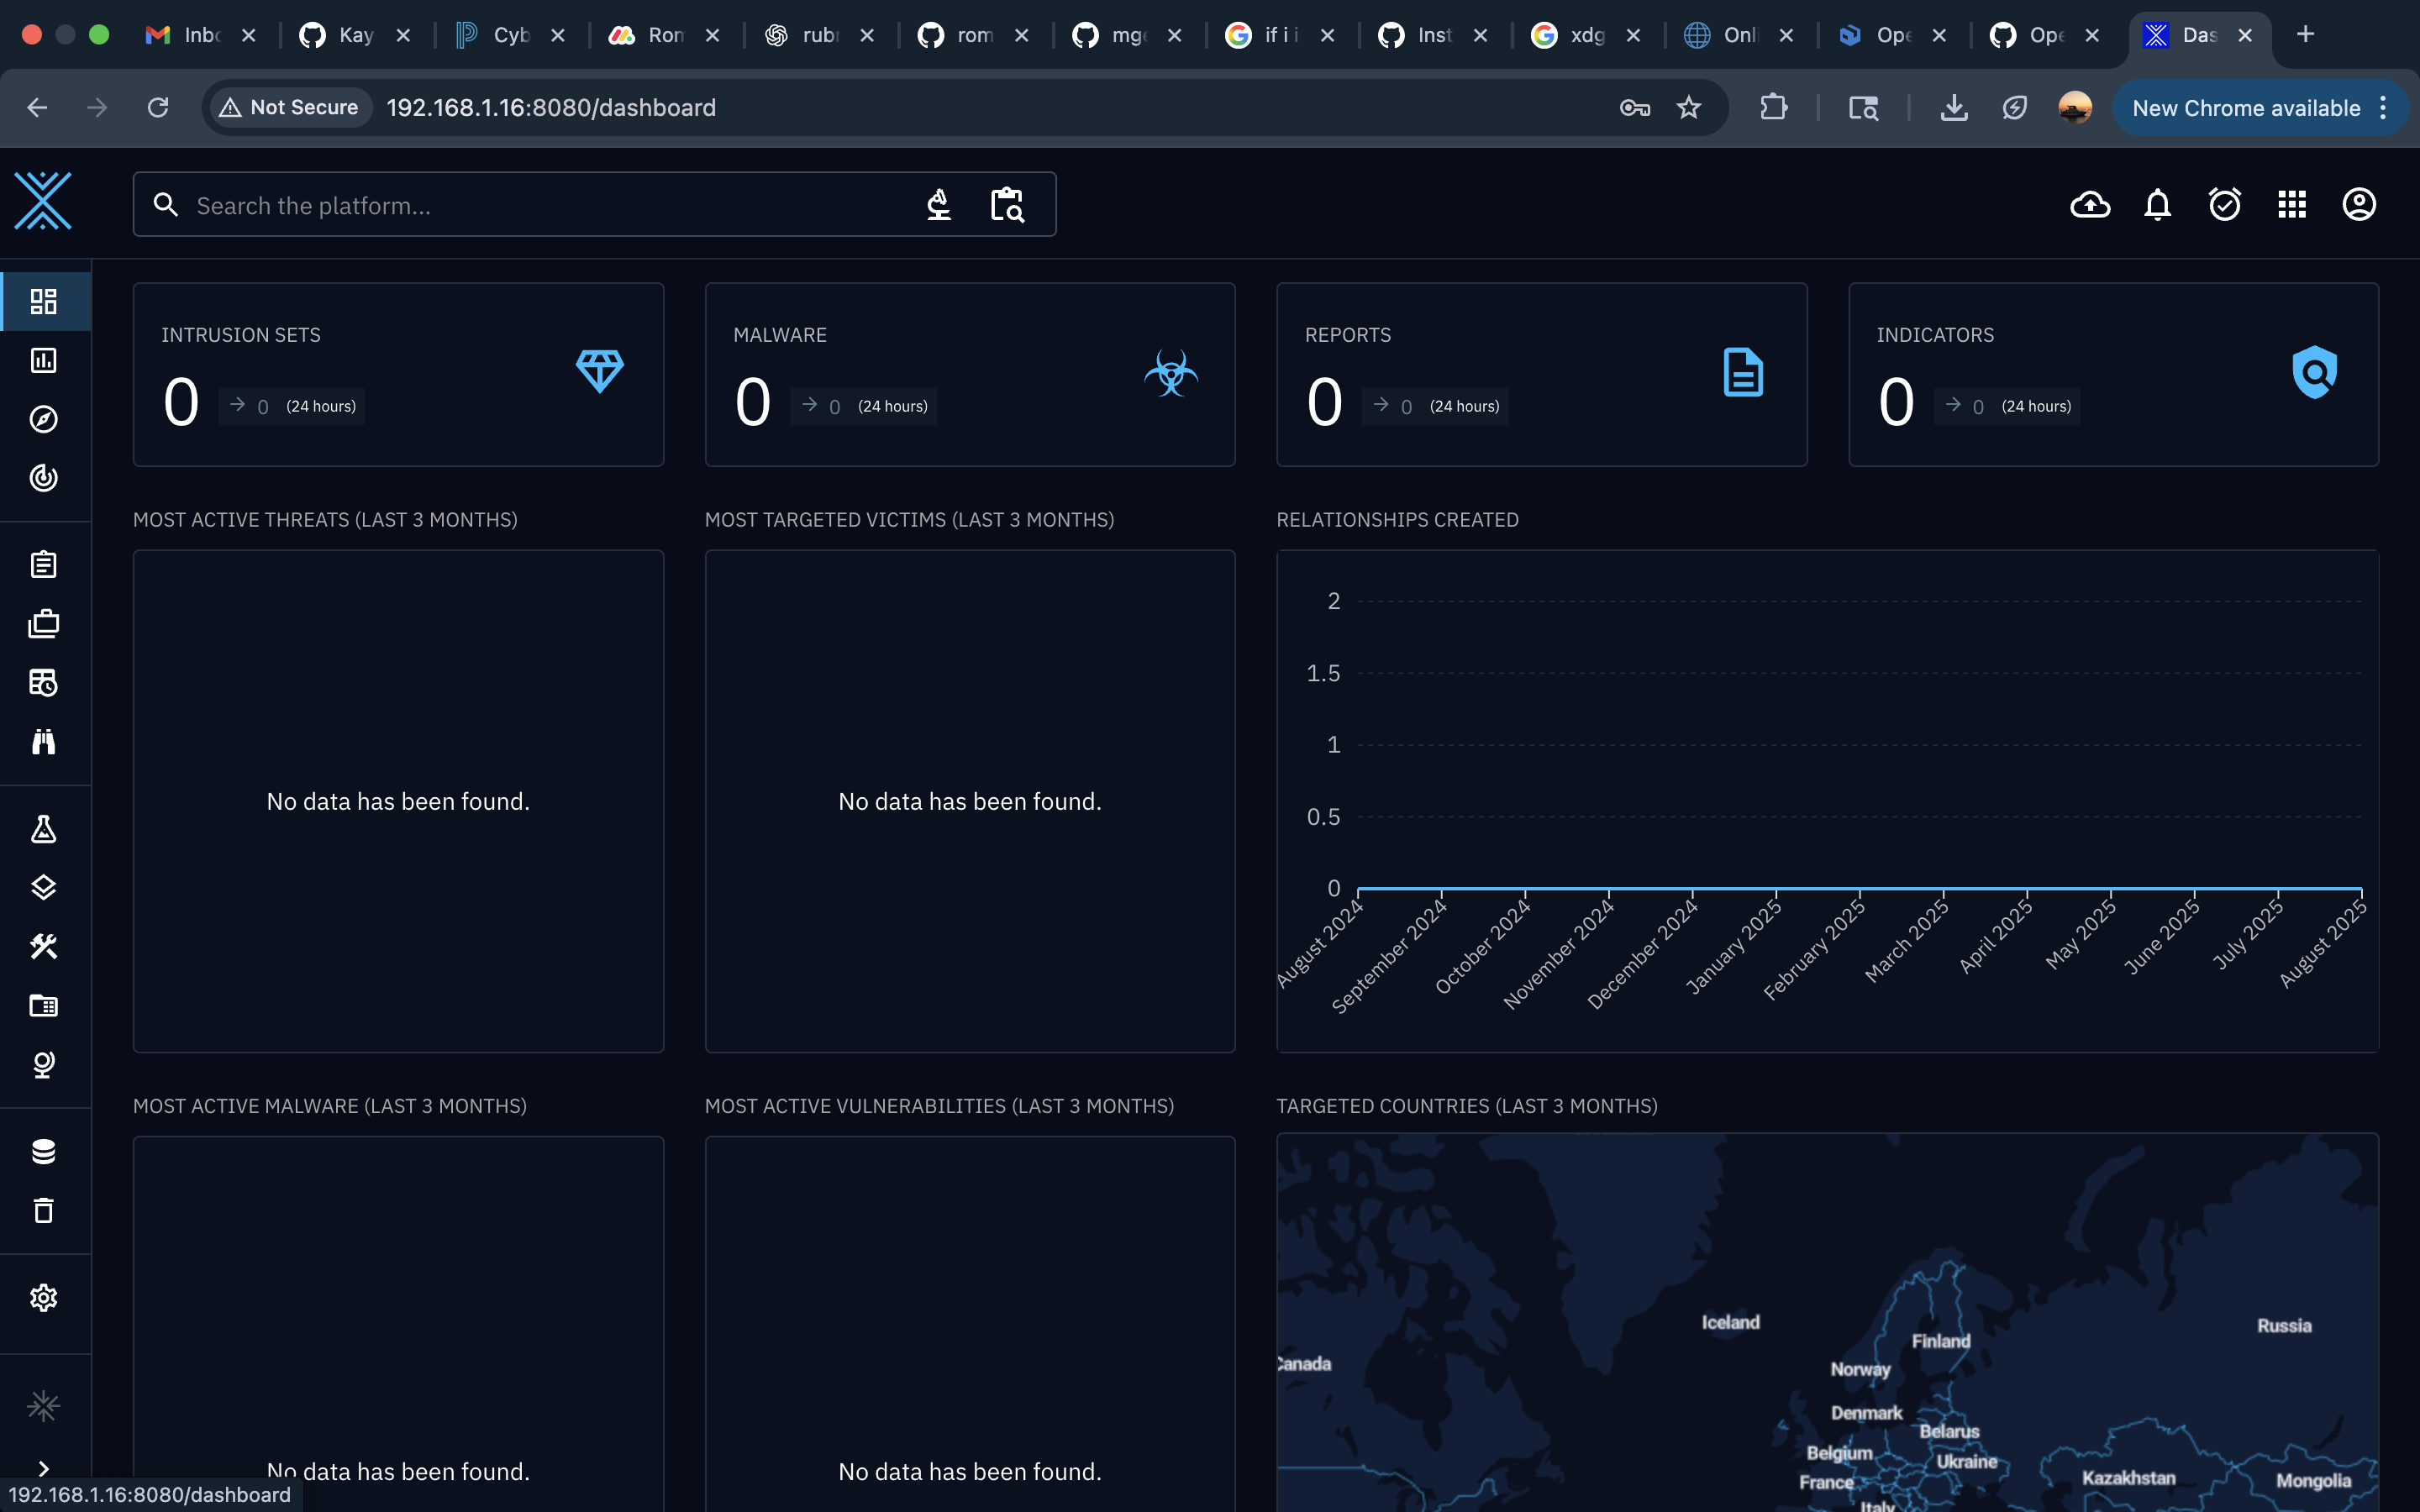 Inbo
Kay
Cyb
Rom
rubr
rom
mge
if i i
Inst
xdg
Onli
Ope
Ope
Das
Not Secure
192.168.1.16:8080/dashboard
New Chrome available
Search the platform...
INTRUSION SETS
0 0 (24 hours)
MALWARE
0 0 (24 hours)
REPORTS
0 0 (24 hours)
INDICATORS
0 0 (24 hours)
MOST ACTIVE THREATS (LAST 3 MONTHS)
No data has been found.
MOST TARGETED VICTIMS (LAST 3 MONTHS)
No data has been found.
RELATIONSHIPS CREATED
2
1.5
1
0.5
0
August 2024
September 2024
October 2024
November 2024
December 2024
January 2025
February 2025
March 2025
April 2025
May 2025
June 2025
July 2025
August 2025
MOST ACTIVE MALWARE (LAST 3 MONTHS)
No data has been found.
MOST ACTIVE VULNERABILITIES (LAST 3 MONTHS)
No data has been found.
TARGETED COUNTRIES (LAST 3 MONTHS)
Iceland
Russia
Finland
Canada
Norway
Denmark
Belarus
Belgium
Ukraine
France
Kazakhstan
Mongolia
Italy
192.168.1.16:8080/dashboard